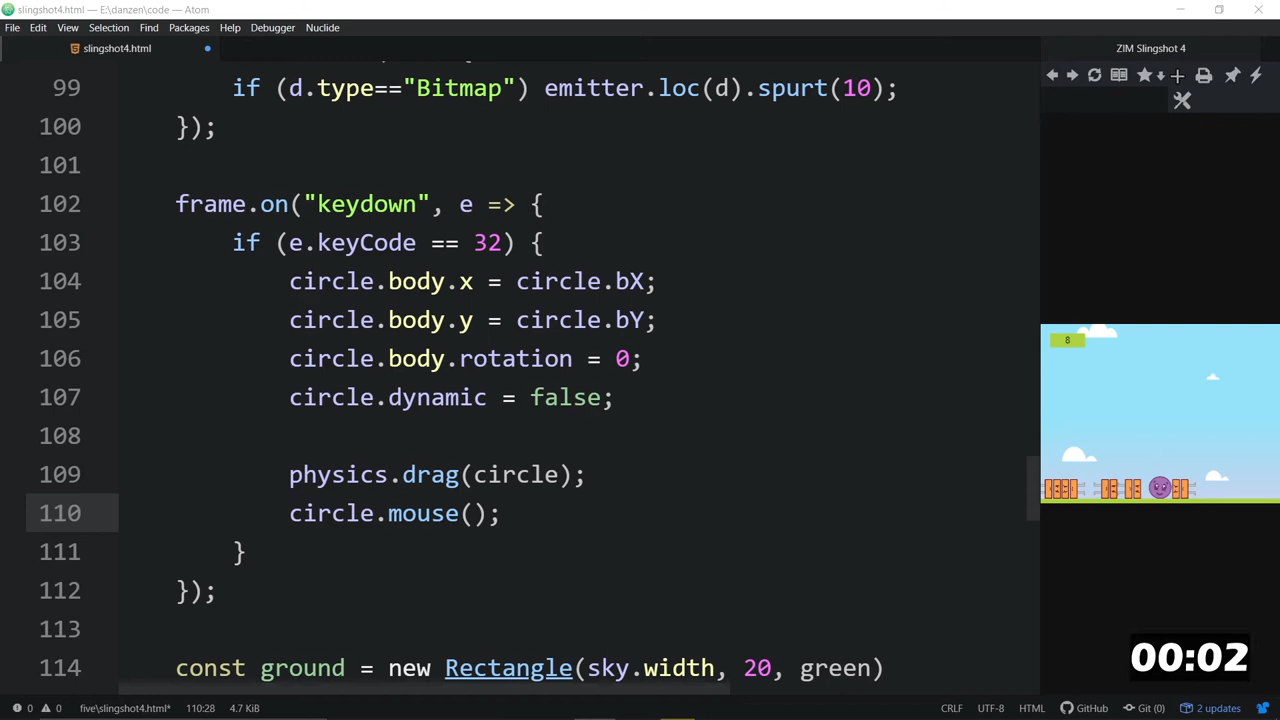 slingshot4.html — E:\danzen\code — Atom
File Edit View Selection Find Packages Help Debugger Nuclide
slingshot4.html
ZIM Slingshot 4
99 if (d.type=="Bitmap") emitter.loc(d).spurt(10);
100 });
101
102 frame.on("keydown", e => {
103 if (e.keyCode == 32) {
104 circle.body.x = circle.bX;
105 circle.body.y = circle.bY;
106 circle.body.rotation = 0;
107 circle.dynamic = false;
108
109 physics.drag(circle);
110 circle.mouse();
111 }
112 });
113
114 const ground = new Rectangle(sky.width, 20, green)
8
00:02
0 0 4.7 KiB five\slingshot4.html* 110:28 CRLF UTF-8 HTML GitHub Git (0) 2 updates